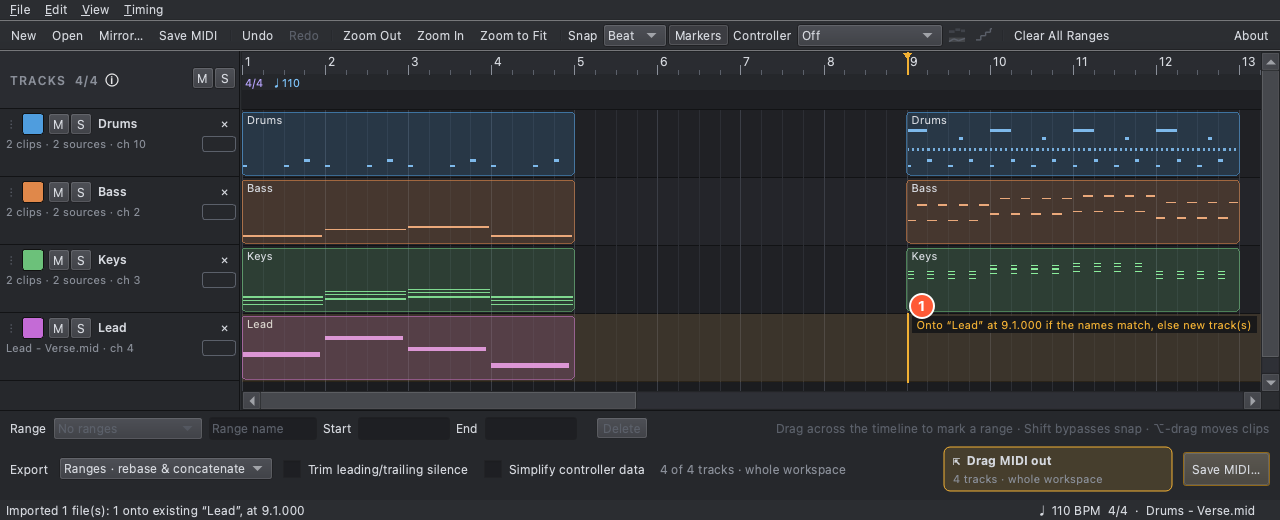 File Edit View Timing
New Open Mirror... Save MIDI Undo Redo Zoom Out Zoom In Zoom to Fit Snap Beat Markers Controller Off Clear All Ranges About
TRACKS 4/4 ⓘ M S
1 2 3 4 5 6 7 8 9 10 11 12 13
4/4 ♩110
M S Drums ×
2 clips · 2 sources · ch 10
Drums Drums
M S Bass ×
2 clips · 2 sources · ch 2
Bass Bass
M S Keys ×
2 clips · 2 sources · ch 3
Keys Keys
1
M S Lead ×
Lead - Verse.mid · ch 4
Lead
Onto “Lead” at 9.1.000 if the names match, else new track(s)
Range No ranges Range name Start End Delete Drag across the timeline to mark a range · Shift bypasses snap · ⌥-drag moves clips
Export Ranges · rebase & concatenate Trim leading/trailing silence Simplify controller data 4 of 4 tracks · whole workspace
⇱ Drag MIDI out
4 tracks · whole workspace
Save MIDI...
Imported 1 file(s): 1 onto existing “Lead”, at 9.1.000 ♩ 110 BPM 4/4 · Drums - Verse.mid